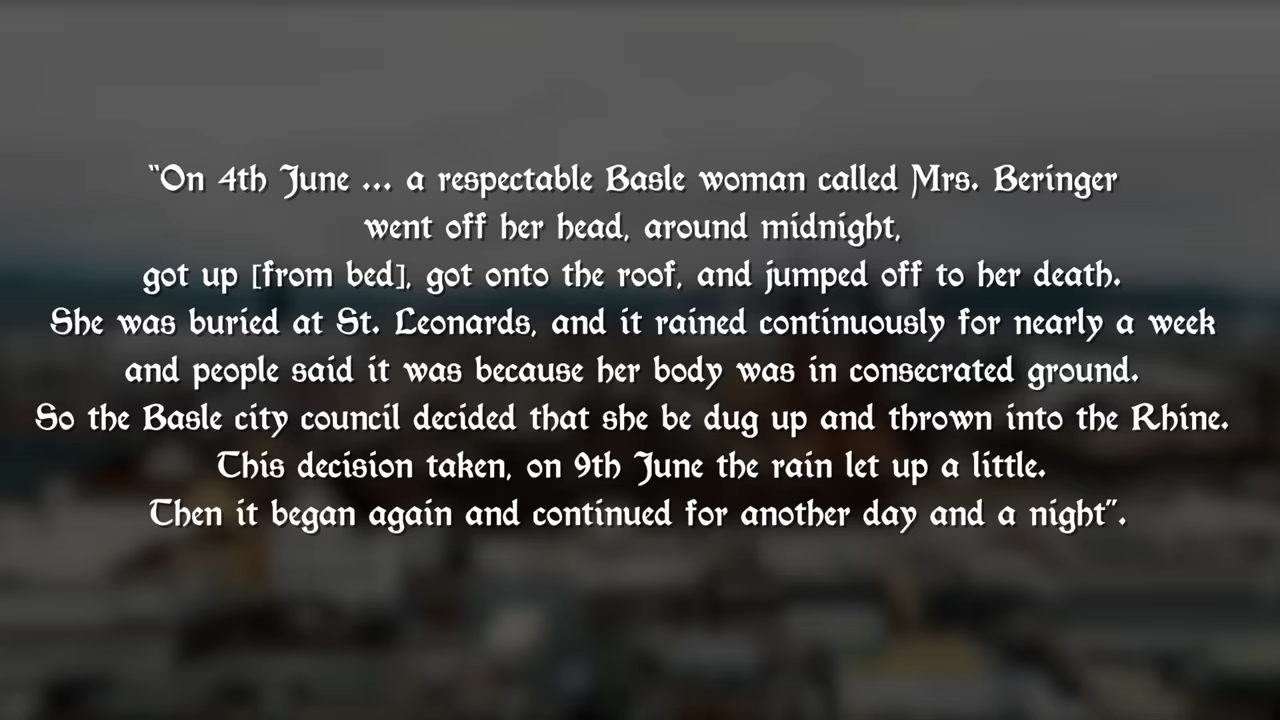 “On 4th June ... a respectable Basle woman called Mrs. Beringer
went off her head, around midnight,
got up [from bed], got onto the roof, and jumped off to her death.
She was buried at St. Leonards, and it rained continuously for nearly a week
and people said it was because her body was in consecrated ground.
So the Basle city council decided that she be dug up and thrown into the Rhine.
This decision taken, on 9th June the rain let up a little.
Then it began again and continued for another day and a night”.